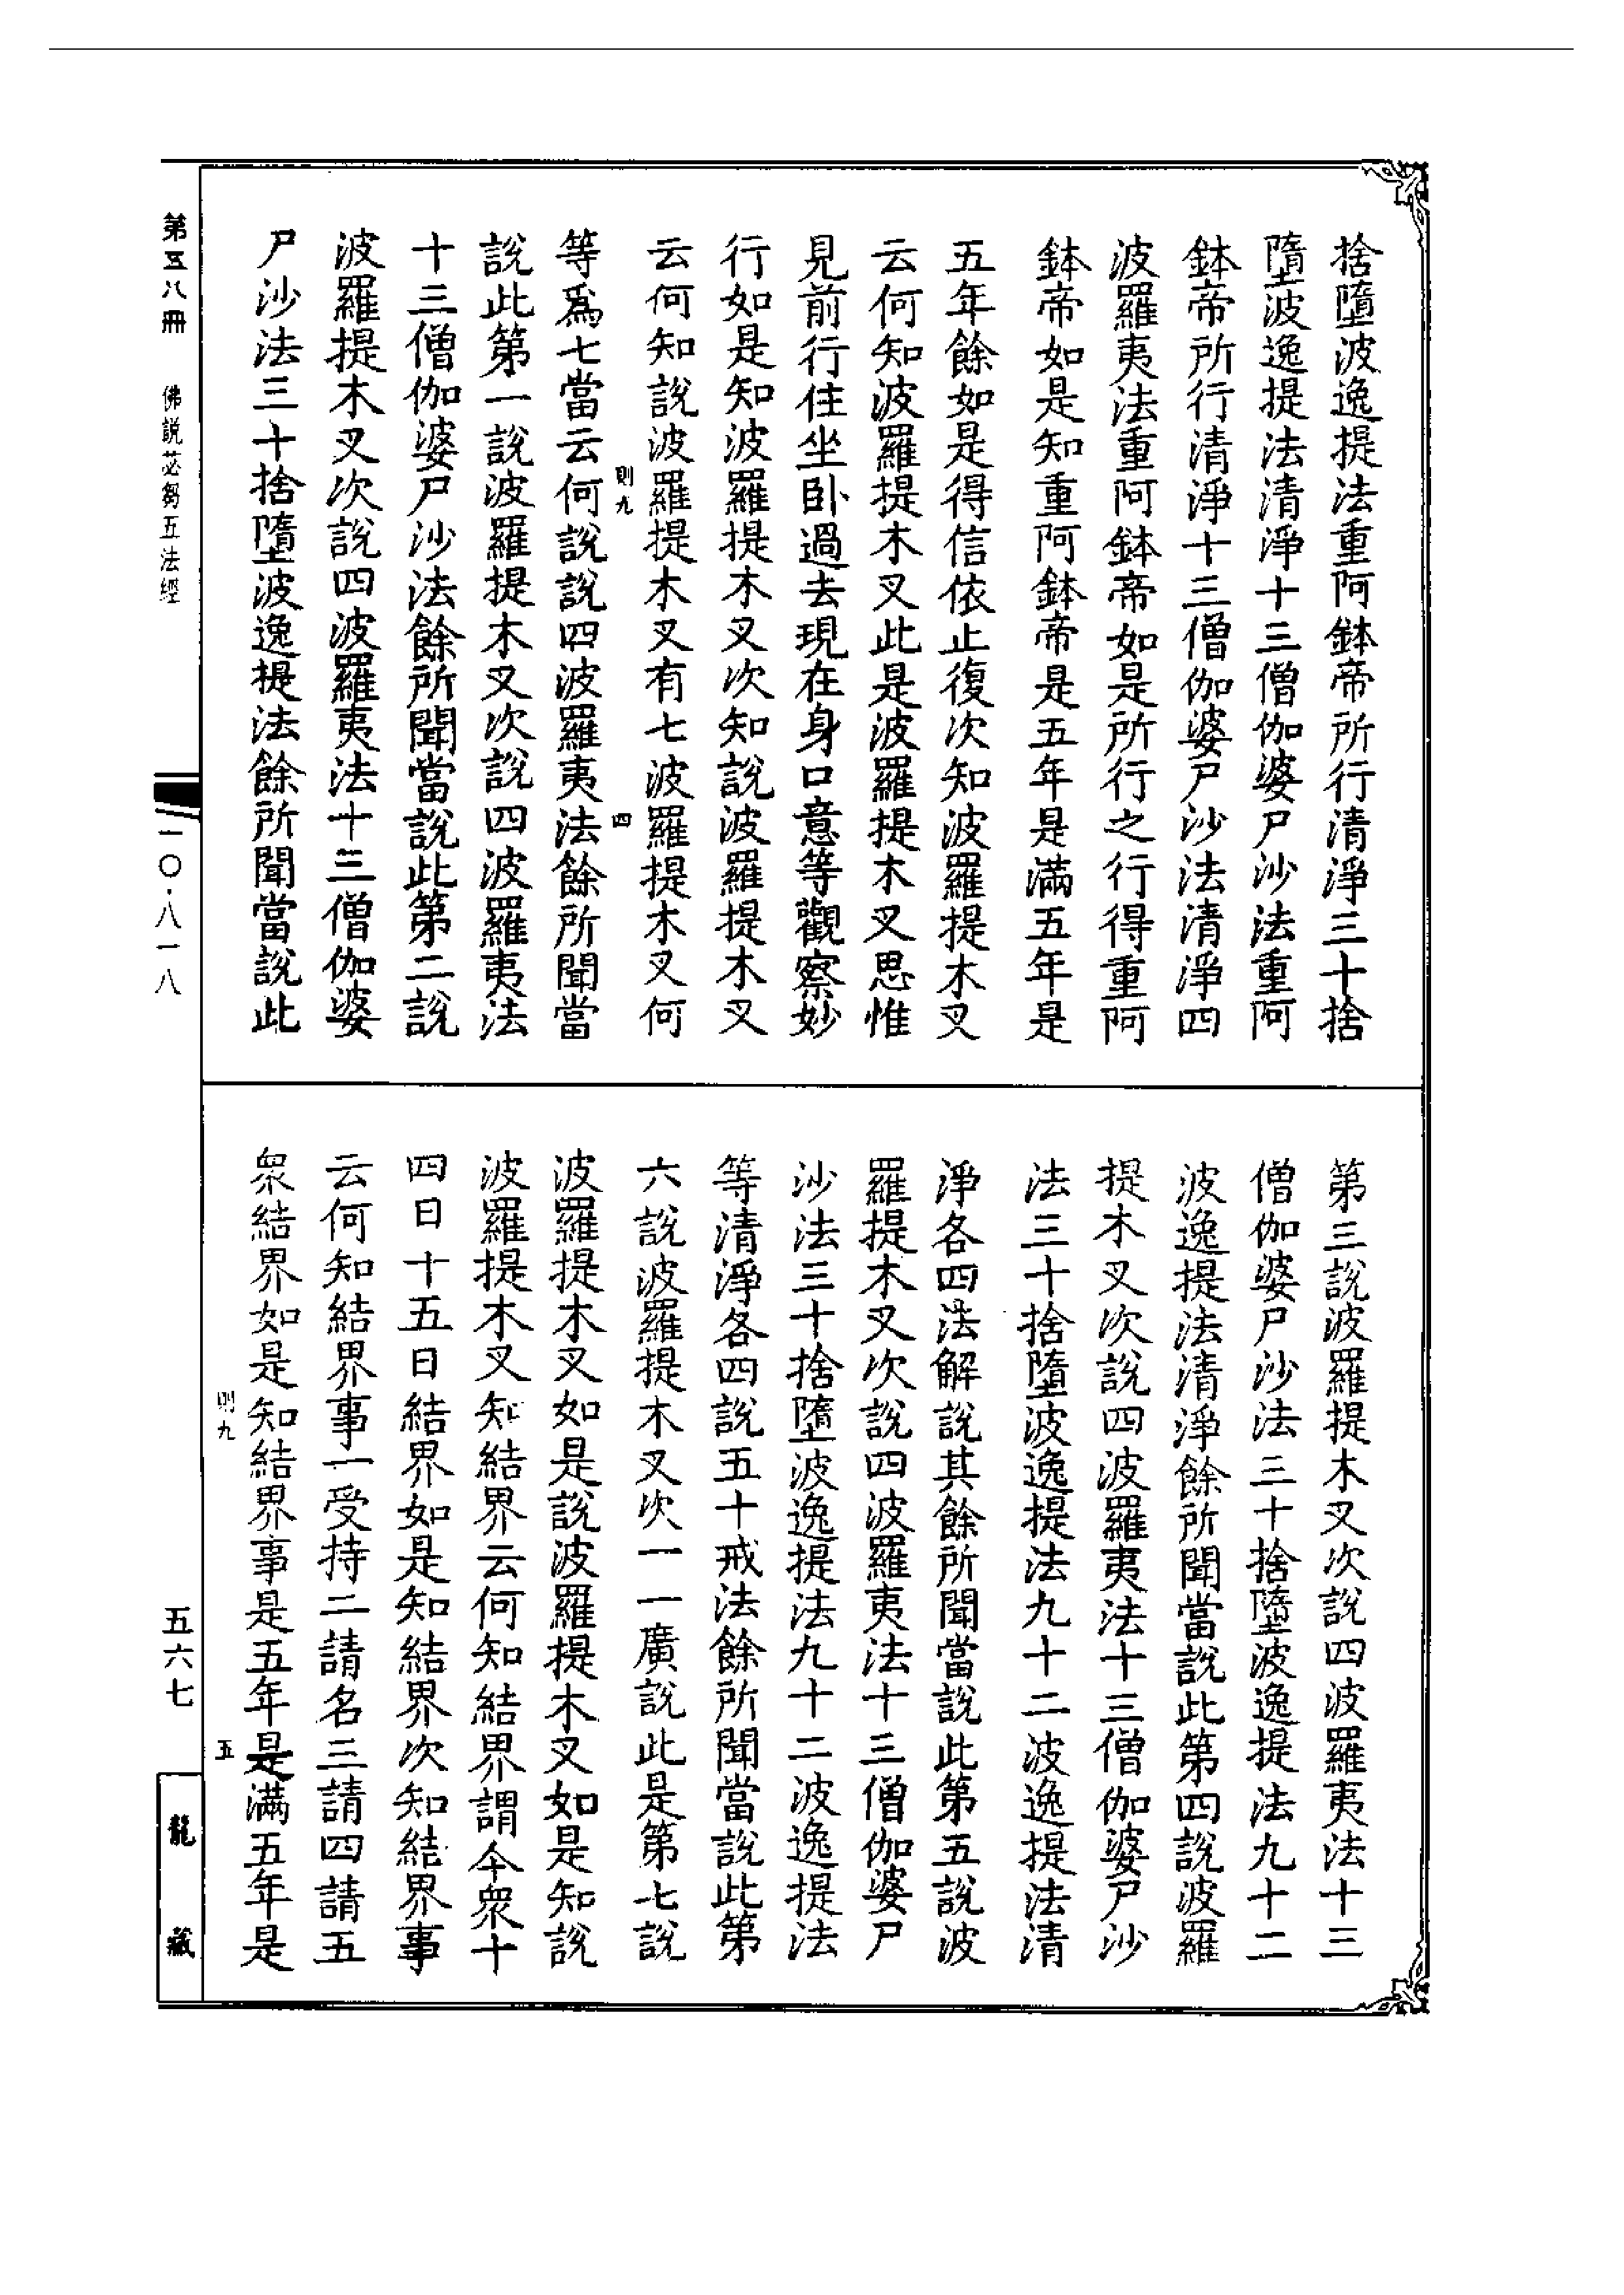 捨墮波逸提法重阿鉢帝所行清淨三十捨
墮波逸提法清淨十三僧伽婆尸沙法重阿
鉢帝所行清淨十三僧伽婆尸沙法清淨四
波羅夷法重阿鉢帝如是所行之行得重阿
鉢帝如是知重阿鉢帝是五年是滿五年是
五年餘如是得信依止復次知波羅提木叉
云何知波羅提木叉此是波羅提木叉思惟
見前行住坐卧過去現在身口意等觀察妙
行如是知波羅提木叉次知說波羅提木叉
云何知說波羅提木叉有七波羅提木叉何
則九
四
等爲七當云何說說四波羅夷法餘所聞當
說此第一說波羅提木叉次說四波羅夷法
十三僧伽婆尸沙法餘所聞當說此第二說
波羅提木叉次說四波羅夷法十三僧伽婆
尸沙法三十捨墮波逸提法餘所聞當說此
第三說波羅提木叉次說四波羅夷法十三
僧伽婆尸沙法三十捨墮波逸提法九十二
波逸提法清淨餘所聞當說此第四說波羅
提木叉次說四波羅夷法十三僧伽婆尸沙
法三十捨墮波逸提法九十二波逸提法清
淨各四法解說其餘所聞當說此第五說波
羅提木叉次說四波羅夷法十三僧伽婆尸
沙法三十捨墮波逸提法九十二波逸提法
等清淨各四說五十戒法餘所聞當說此第
六說波羅提木叉次一一廣說此是第七說
波羅提木叉如是說波羅提木叉如是知說
波羅提木叉知結界云何知結界謂今衆十
四日十五日結界如是知結界次知結界事
云何知結界事一受持二請名三請四請五
衆結界如是知結界事是五年是滿五年是
則九
五
第五八冊
佛說苾芻五法經
一〇·八一八
五六七
龍藏